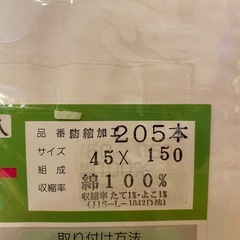 入
品番防縮加工205本
サイズ 45×150
組成 綿100%
収縮率 収縮率たて1%・よこ1%
(JIS-L-1042D法)
取り付け方法